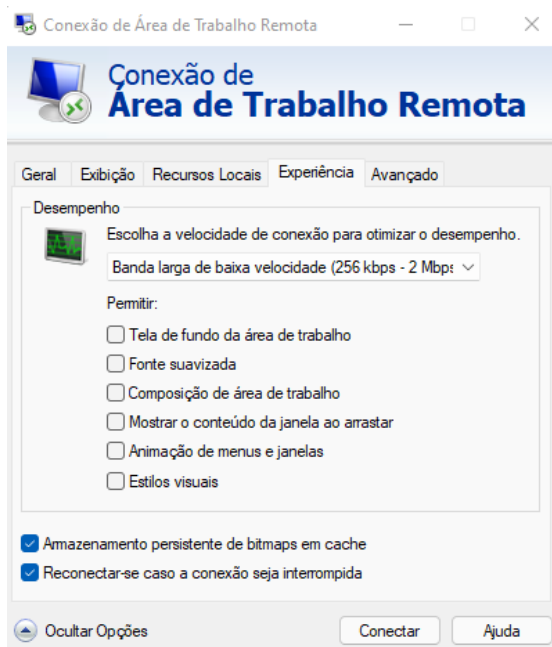 Conexão de Área de Trabalho Remota
Conexão de
Área de Trabalho Remota
Geral Exibição Recursos Locais Experiência Avançado
Desempenho
Escolha a velocidade de conexão para otimizar o desempenho.
Banda larga de baixa velocidade (256 kbps - 2 Mbps
Permitir:
Tela de fundo da área de trabalho
Fonte suavizada
Composição de área de trabalho
Mostrar o conteúdo da janela ao arrastar
Animação de menus e janelas
Estilos visuais
Armazenamento persistente de bitmaps em cache
Reconectar-se caso a conexão seja interrompida
Ocultar Opções Conectar Ajuda